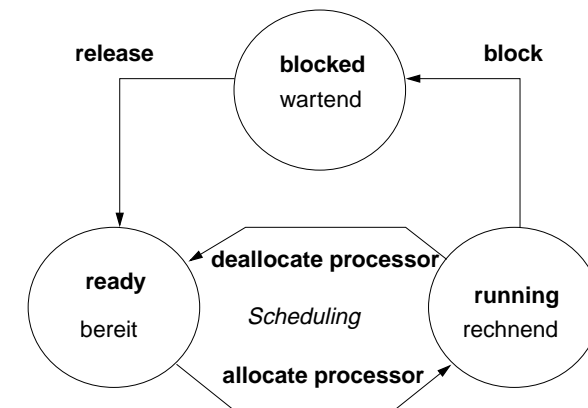 release
block
blocked
wartend
deallocate processor
ready
running
bereit
Scheduling
rechnend
allocate processor